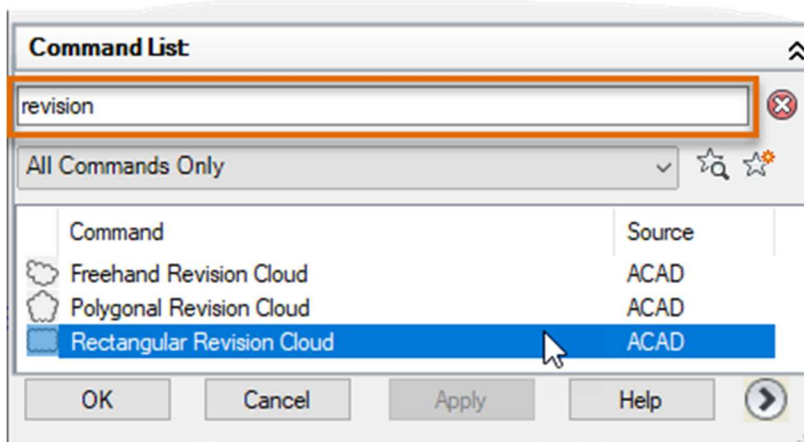 Command List:
revision
All Commands Only
Command Source
Freehand Revision Cloud ACAD
Polygonal Revision Cloud ACAD
Rectangular Revision Cloud ACAD
OK Cancel Apply Help